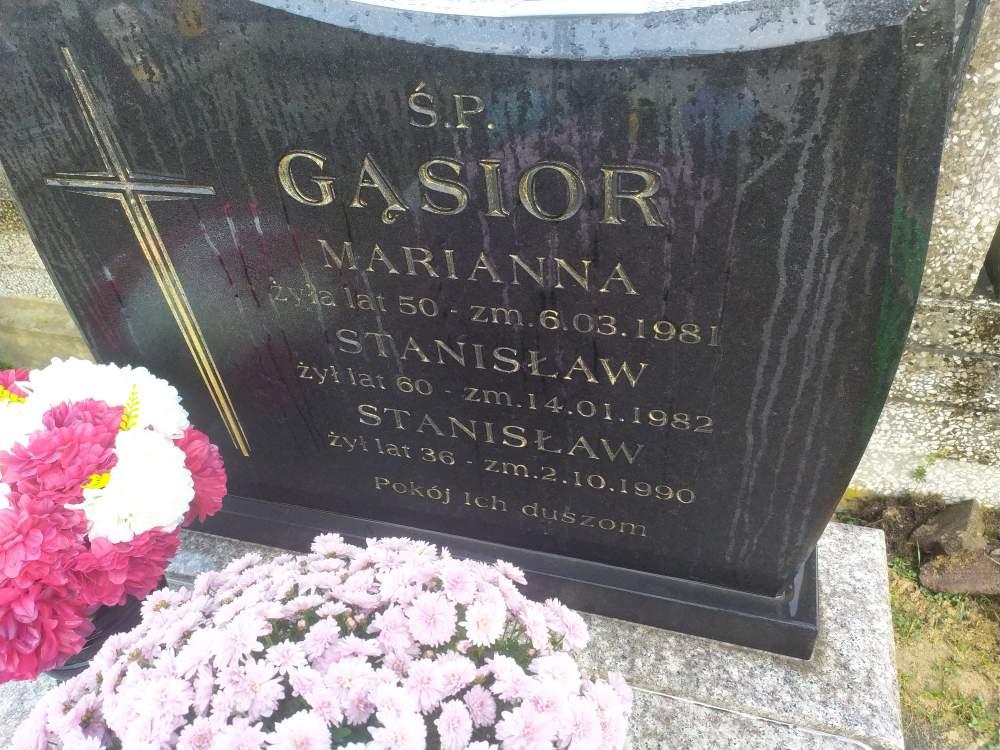 Ś.P.
GĄSIOR
MARIANNA
żyła lat 50 - zm.6.03.1981
STANISŁAW
żył lat 60 - zm.14.01.1982
STANISŁAW
żył lat 36 - zm.2.10.1990
Pokój Ich duszom